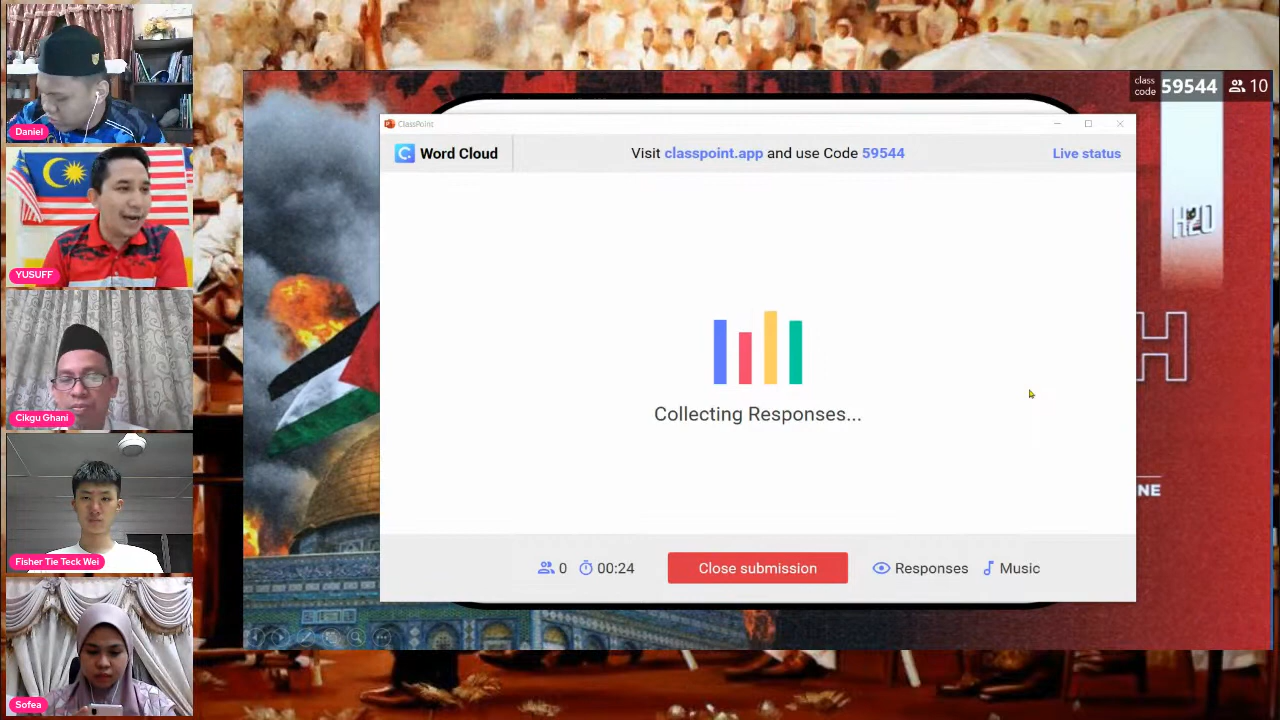 Daniel
YUSUFF
Cikgu Ghani
Fisher Tie Teck Wei
Sofea
class
code
59544
10
ClassPoint
Word Cloud
Visit classpoint.app and use Code 59544
Live status
Collecting Responses...
0
00:24
Close submission
Responses
Music
H2O
H
NE